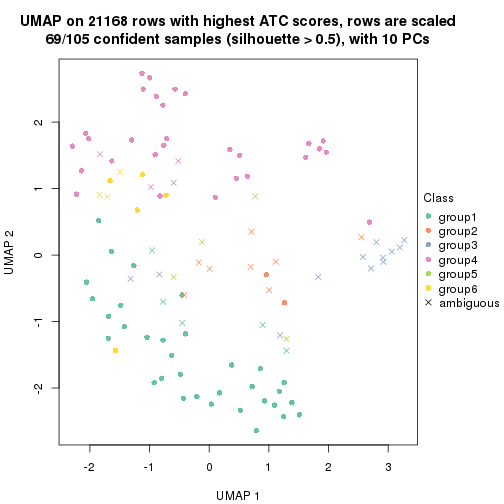 UMAP on 21168 rows with highest ATC scores, rows are scaled
69/105 confident samples (silhouette > 0.5), with 10 PCs
UMAP 2
2
1
0
-1
-2
-2
-1
0
1
2
3
UMAP 1
Class
group1
group2
group3
group4
group5
group6
ambiguous